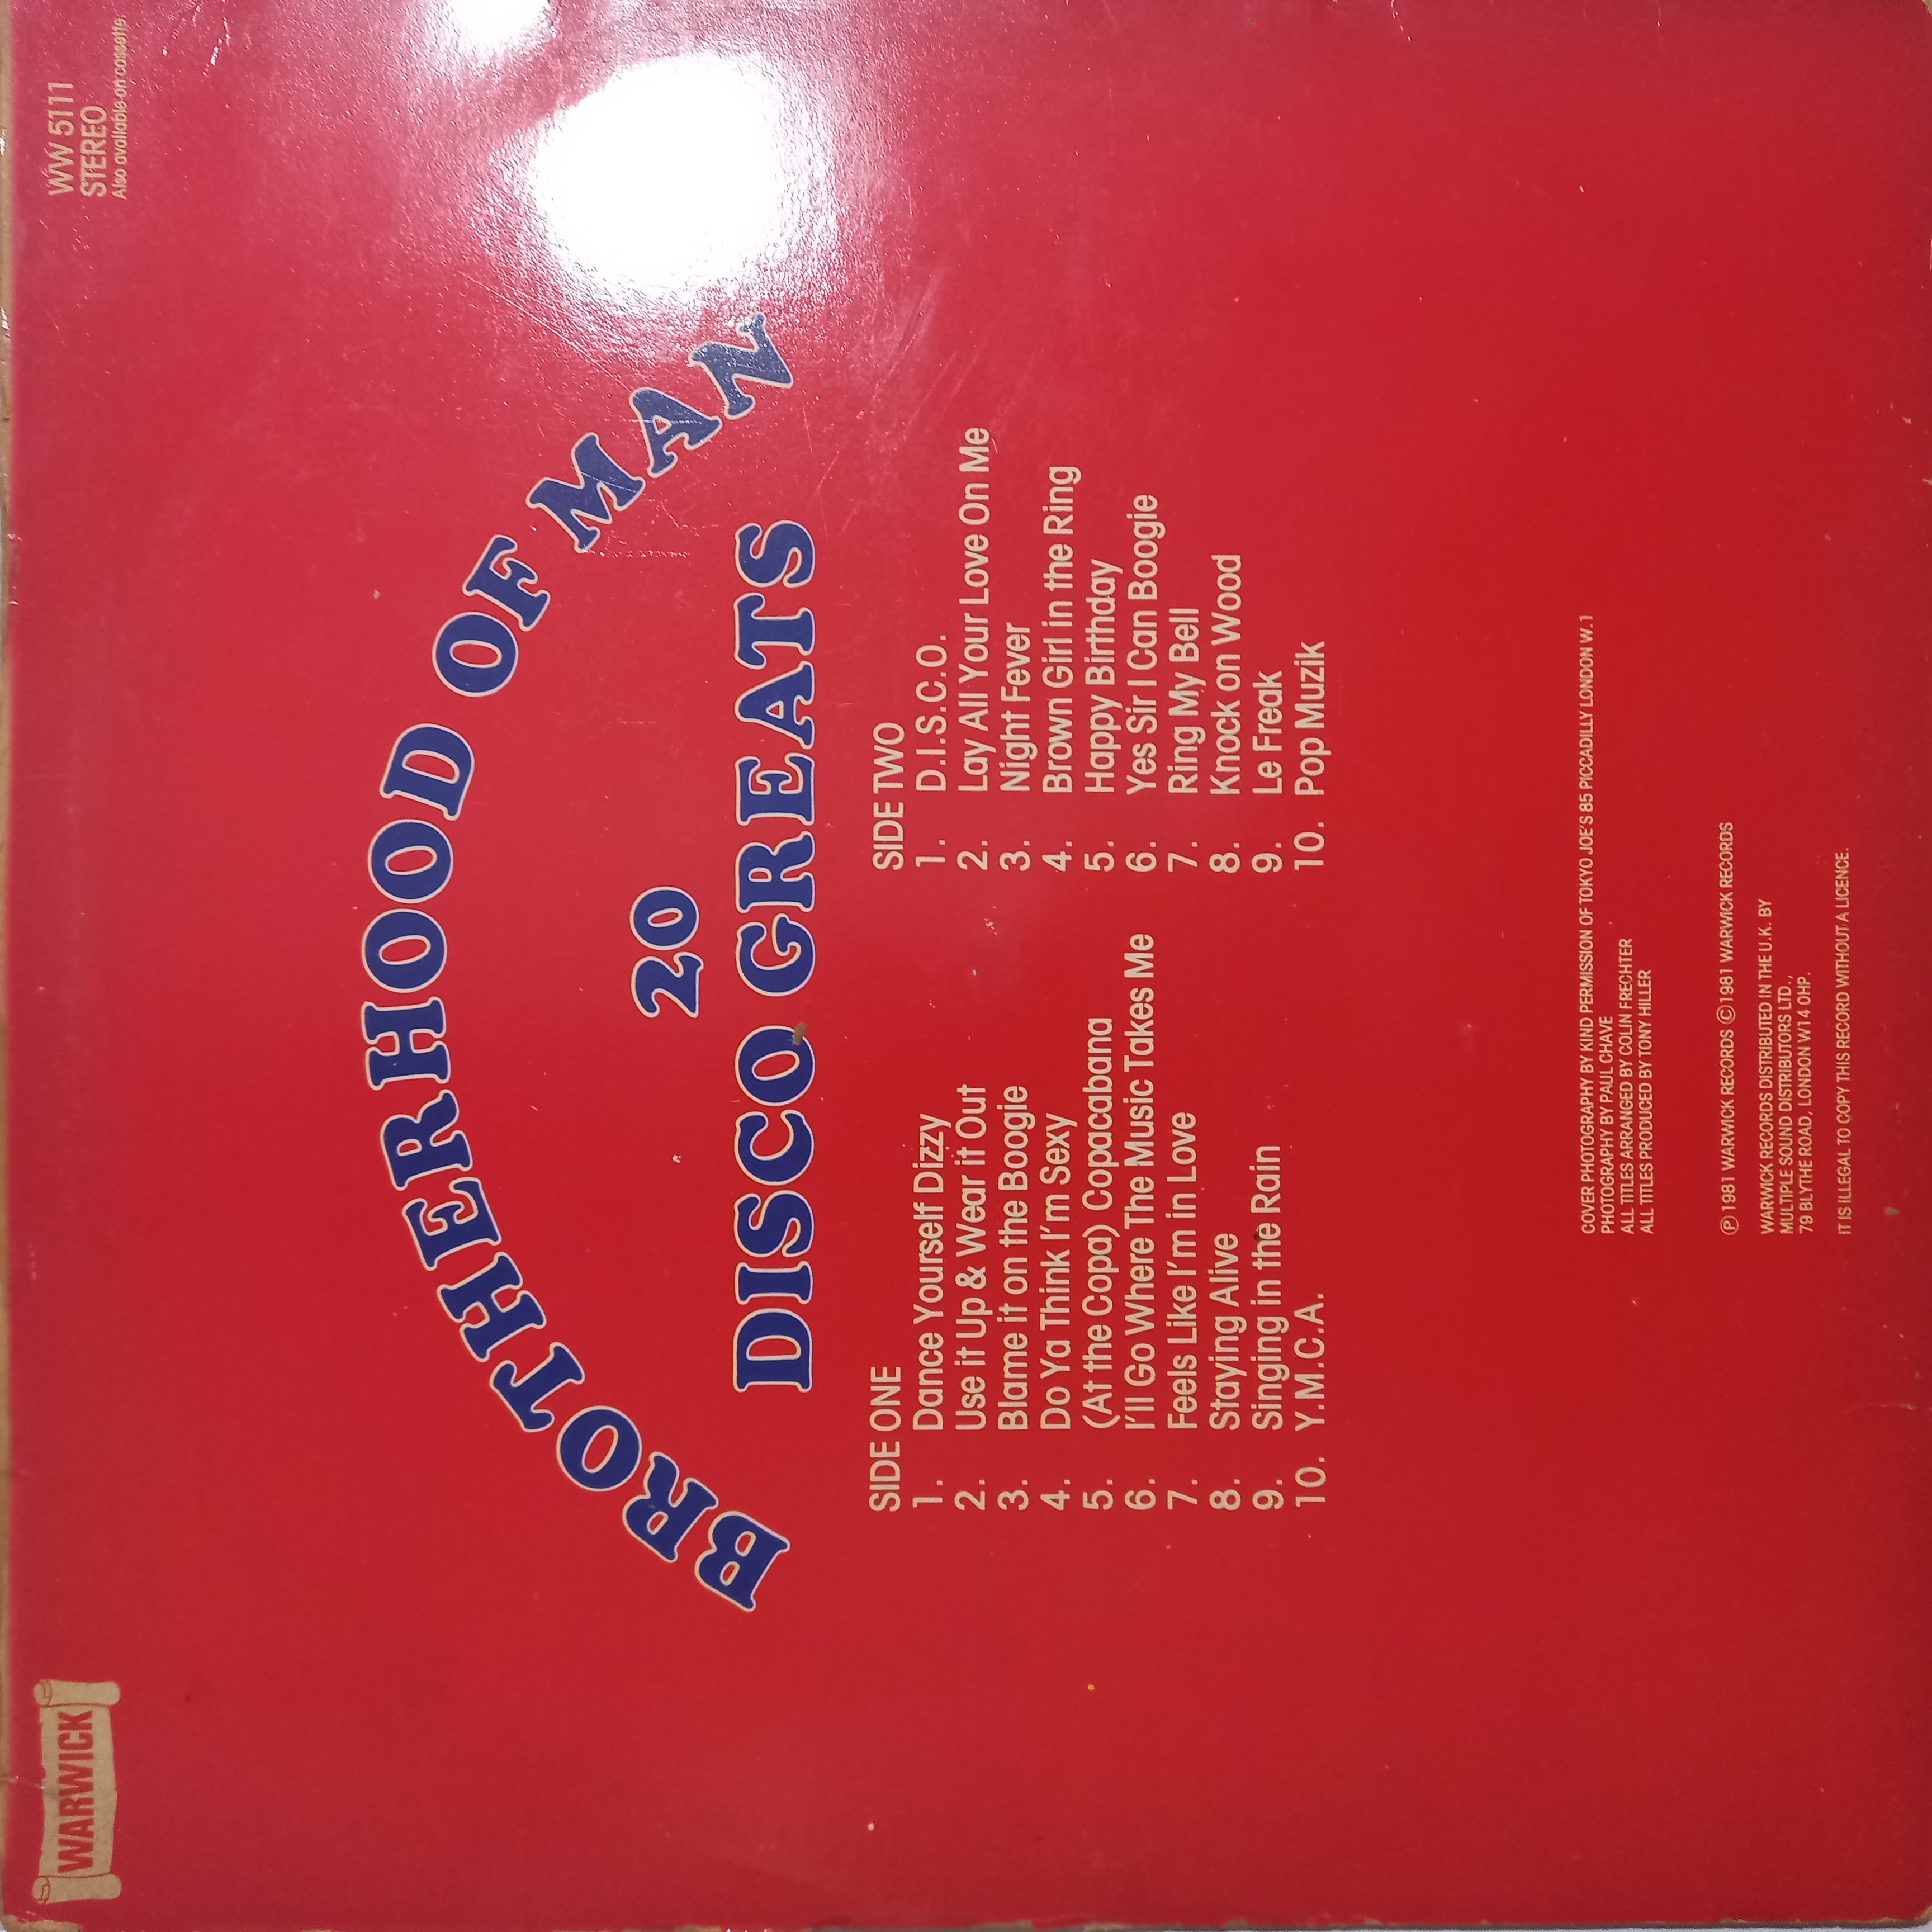 WARWICK
WW 5111
STEREO
Also available on cassette.
BROTHERHOOD OF MAN
20
DISCO GREATS
SIDE ONE
1. Dance Yourself Dizzy
2. Use it Up & Wear it Out
3. Blame it on the Boogie
4. Do Ya Think I'm Sexy
5. (At the Copa) Copacabana
6. I'll Go Where The Music Takes Me
7. Feels Like I'm in Love
8. Staying Alive
9. Singing in the Rain
10. Y.M.C.A.
SIDE TWO
1. D.I.S.C.O.
2. Lay All Your Love On Me
3. Night Fever
4. Brown Girl in the Ring
5. Happy Birthday
6. Yes Sir I Can Boogie
7. Ring My Bell
8. Knock on Wood
9. Le Freak
10. Pop Muzik
COVER PHOTOGRAPHY BY KIND PERMISSION OF TOKYO JOE'S 85 PICCADILLY LONDON W.1
PHOTOGRAPHY BY PAUL CHAVE
ALL TITLES ARRANGED BY COLIN FRECHTER
ALL TITLES PRODUCED BY TONY HILLER
℗ 1981 WARWICK RECORDS © 1981 WARWICK RECORDS
WARWICK RECORDS DISTRIBUTED IN THE U.K. BY
MULTIPLE SOUND DISTRIBUTORS LTD.,
79 BLYTHE ROAD, LONDON W14 0HP.
IT IS ILLEGAL TO COPY THIS RECORD WITHOUT A LICENCE.